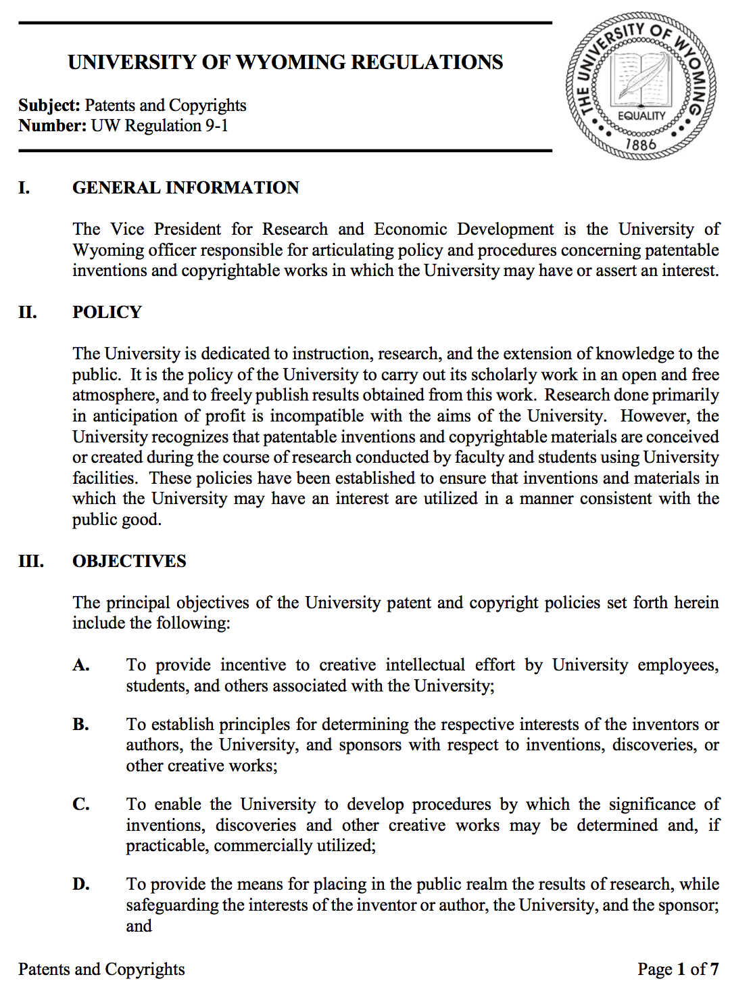 UNIVERSITY OF WYOMING REGULATIONS
Subject: Patents and Copyrights
Number: UW Regulation 9-1
THE UNIVERSITY OF WYOMING
EQUALITY
1886
I. GENERAL INFORMATION
The Vice President for Research and Economic Development is the University of
Wyoming officer responsible for articulating policy and procedures concerning patentable
inventions and copyrightable works in which the University may have or assert an interest.
II. POLICY
The University is dedicated to instruction, research, and the extension of knowledge to the
public. It is the policy of the University to carry out its scholarly work in an open and free
atmosphere, and to freely publish results obtained from this work. Research done primarily
in anticipation of profit is incompatible with the aims of the University. However, the
University recognizes that patentable inventions and copyrightable materials are conceived
or created during the course of research conducted by faculty and students using University
facilities. These policies have been established to ensure that inventions and materials in
which the University may have an interest are utilized in a manner consistent with the
public good.
III. OBJECTIVES
The principal objectives of the University patent and copyright policies set forth herein
include the following:
A. To provide incentive to creative intellectual effort by University employees,
students, and others associated with the University;
B. To establish principles for determining the respective interests of the inventors or
authors, the University, and sponsors with respect to inventions, discoveries, or
other creative works;
C. To enable the University to develop procedures by which the significance of
inventions, discoveries and other creative works may be determined and, if
practicable, commercially utilized;
D. To provide the means for placing in the public realm the results of research, while
safeguarding the interests of the inventor or author, the University, and the sponsor;
and
Patents and Copyrights Page 1 of 7